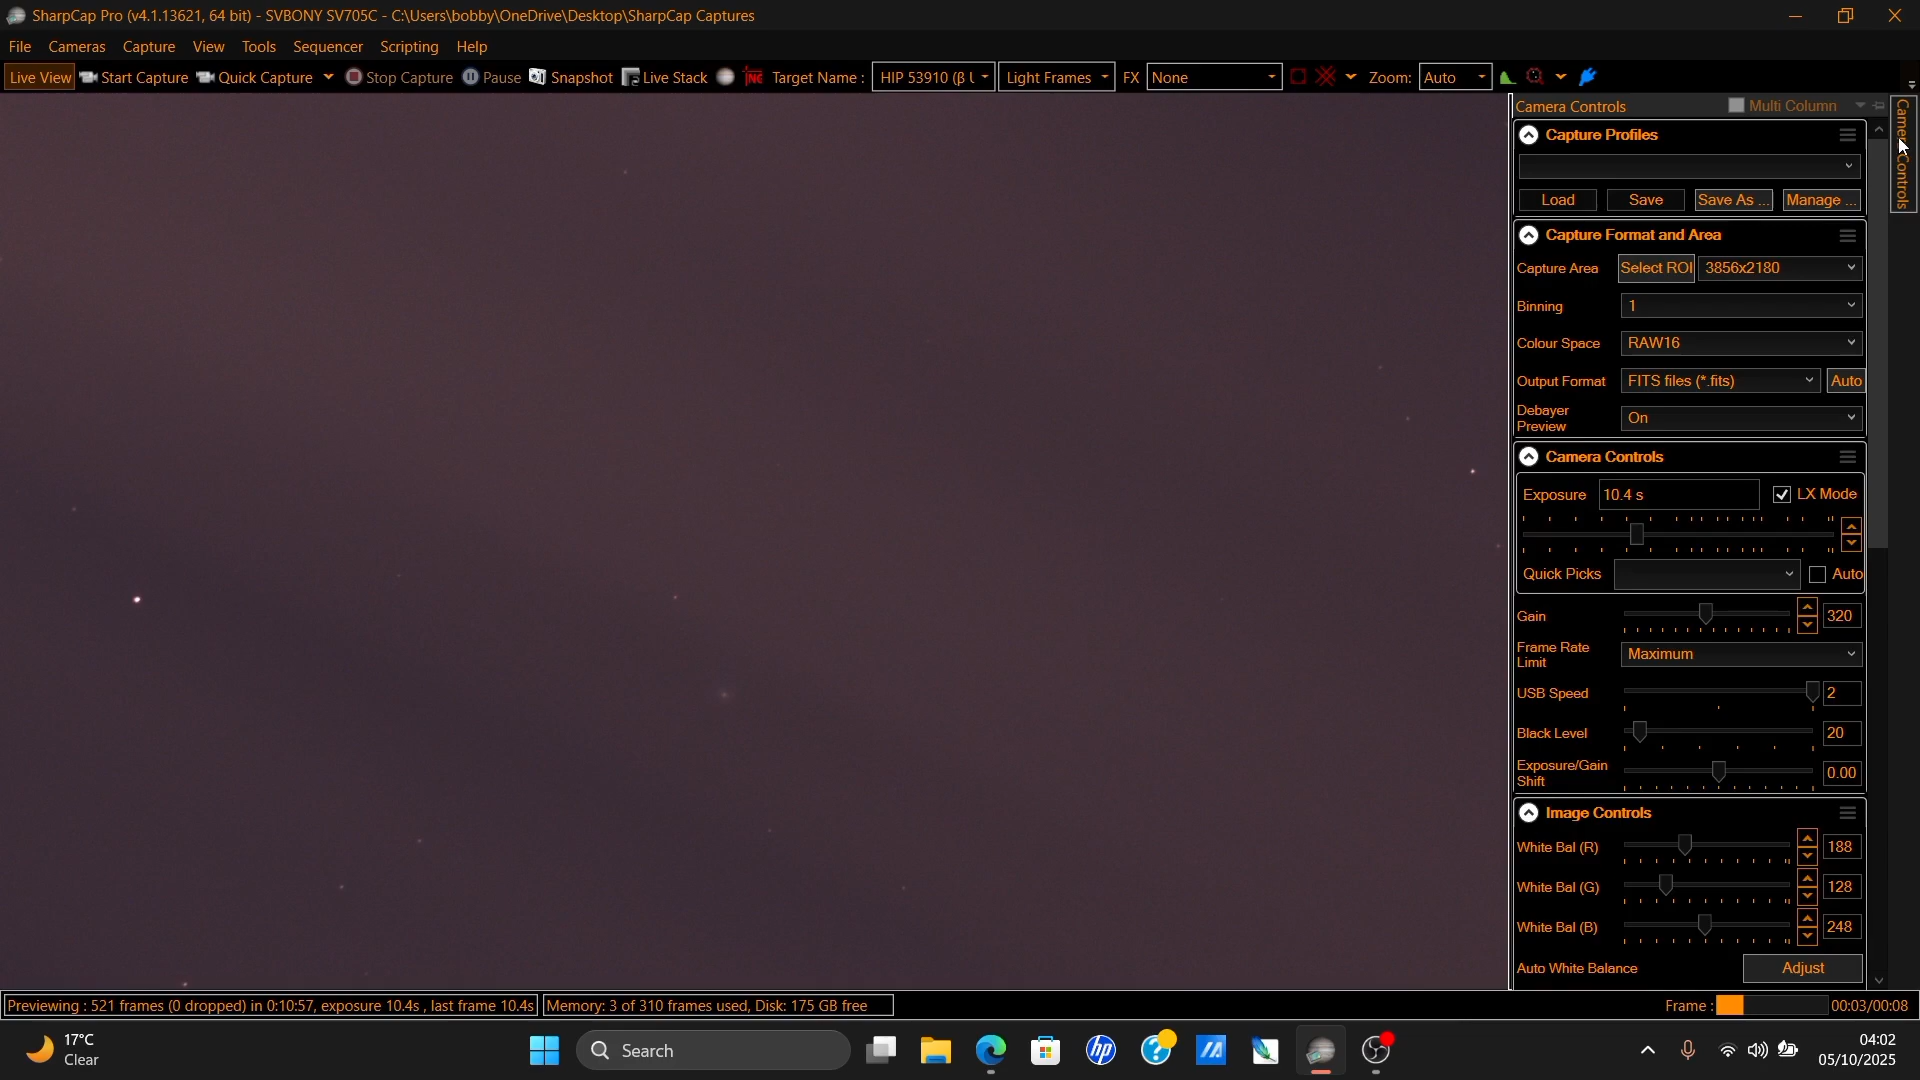 SharpCap Pro (v4.1.13621, 64 bit) - SVBONY SV705C - C:\Users\bobby\OneDrive\Desktop\SharpCap Captures
File Cameras Capture View Tools Sequencer Scripting Help
Live View Start Capture Quick Capture Stop Capture Pause Snapshot Live Stack Target Name : HIP 53910 (β Light Frames FX None Zoom: Auto
Camera Controls Multi Column
Camera Controls
Capture Profiles
Load Save Save As ... Manage ...
Capture Format and Area
Capture Area Select ROI 3856x2180
Binning 1
Colour Space RAW16
Output Format FITS files (*.fits) Auto
Debayer
Preview On
Camera Controls
Exposure 10.4 s LX Mode
Quick Picks Auto
Gain 320
Frame Rate
Limit Maximum
USB Speed 2
Black Level 20
Exposure/Gain
Shift 0.00
Image Controls
White Bal (R) 188
White Bal (G) 128
White Bal (B) 248
Auto White Balance Adjust
Previewing : 521 frames (0 dropped) in 0:10:57, exposure 10.4s , last frame 10.4s Memory: 3 of 310 frames used, Disk: 175 GB free Frame : 00:03/00:08
17°C
Clear
Search
hp
04:02
05/10/2025